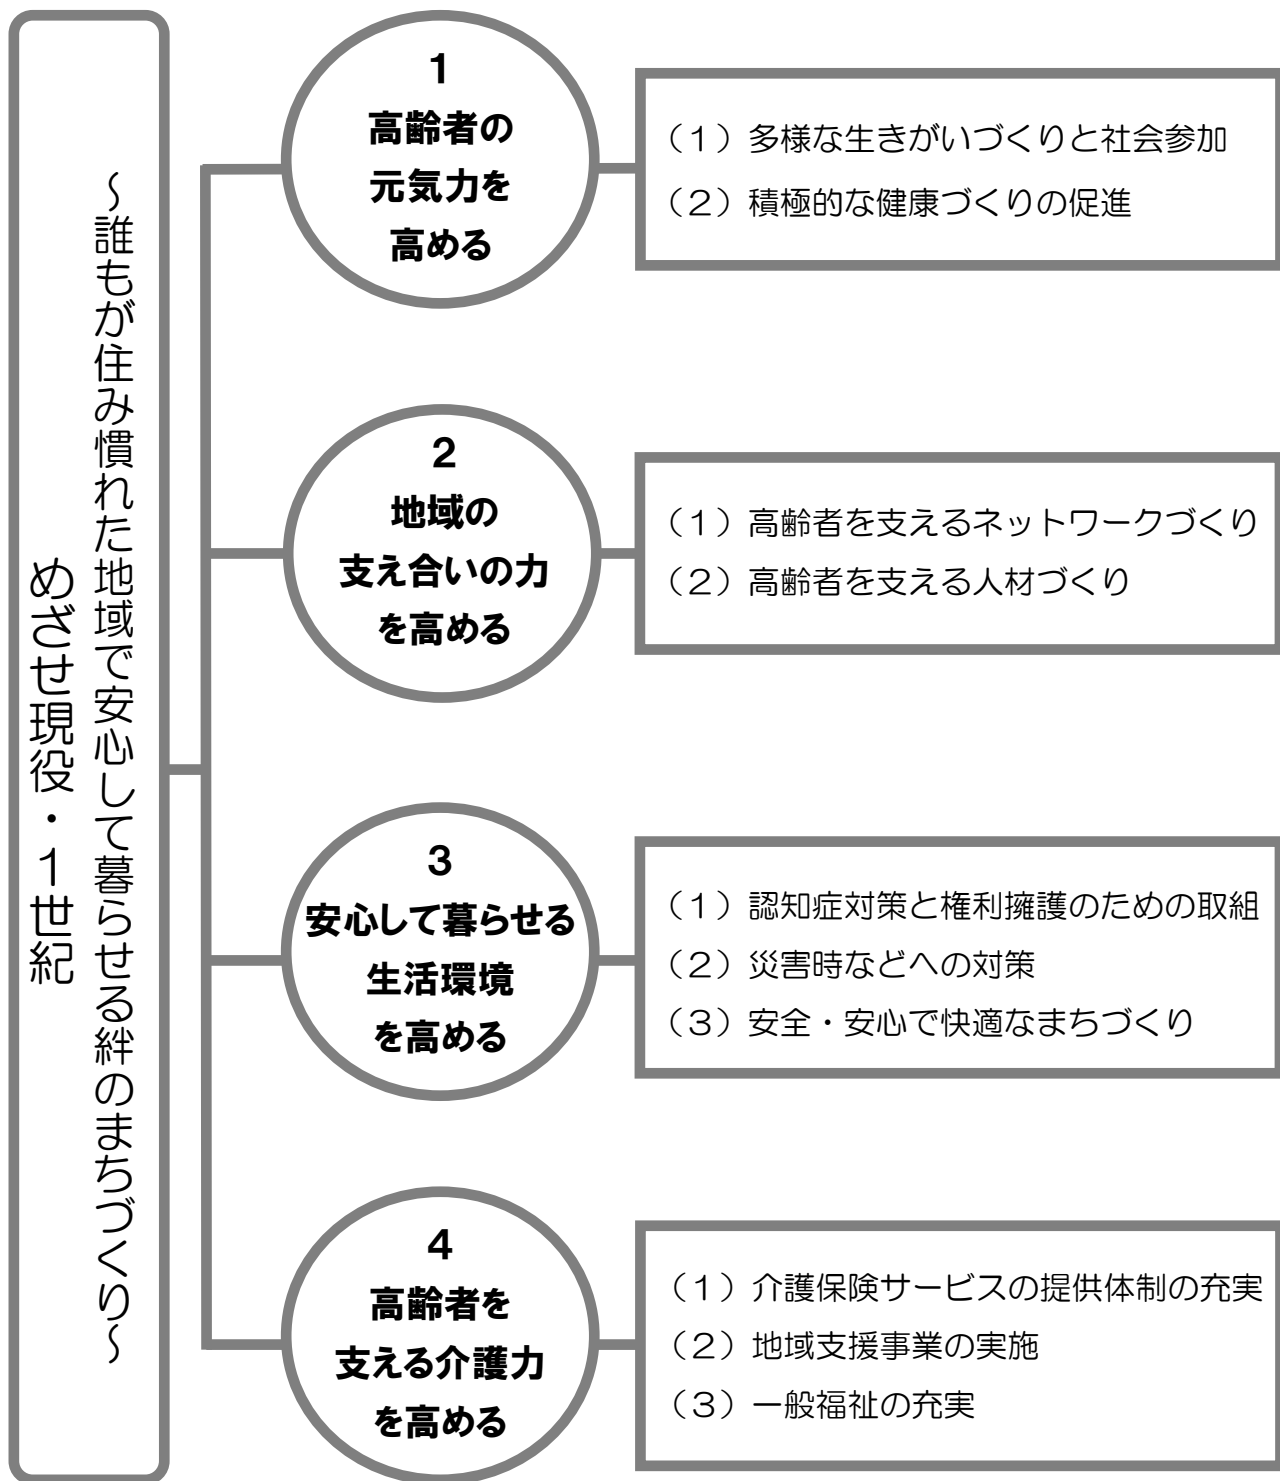 ～誰もが住み慣れた地域で安心して暮らせる絆のまちづくり～
めざせ現役・1世紀
1
高齢者の
元気力を
高める
（１）多様な生きがいづくりと社会参加
（２）積極的な健康づくりの促進
2
地域の
支え合いの力
を高める
（１）高齢者を支えるネットワークづくり
（２）高齢者を支える人材づくり
3
安心して暮らせる
生活環境
を高める
（１）認知症対策と権利擁護のための取組
（２）災害時などへの対策
（３）安全・安心で快適なまちづくり
4
高齢者を
支える介護力
を高める
（１）介護保険サービスの提供体制の充実
（２）地域支援事業の実施
（３）一般福祉の充実